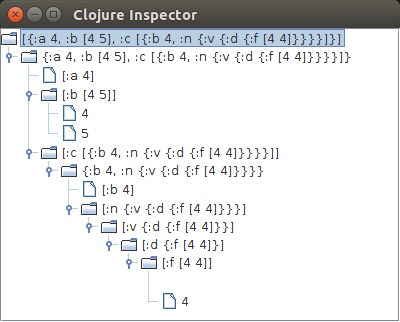 Clojure Inspector
[{:a 4, :b [4 5], :c [{:b 4, :n {:v {:d {:f [4 4]}}}}]}]
{:a 4, :b [4 5], :c [{:b 4, :n {:v {:d {:f [4 4]}}}}]}
[:a 4]
[:b [4 5]]
4
5
[:c [{:b 4, :n {:v {:d {:f [4 4]}}}}]]
{:b 4, :n {:v {:d {:f [4 4]}}}}
[:b 4]
[:n {:v {:d {:f [4 4]}}}]
[:v {:d {:f [4 4]}}]
[:d {:f [4 4]}]
[:f [4 4]]
4